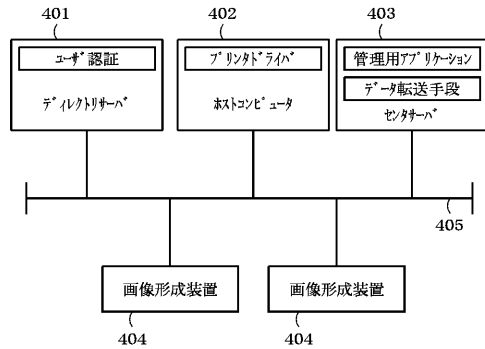 401
402
403
ユーザ認証
プリンタドライバ
管理用アプリケーション
データ転送手段
ディレクトリサーバ
ホストコンピュータ
センタサーバ
405
画像形成装置
画像形成装置
404
404